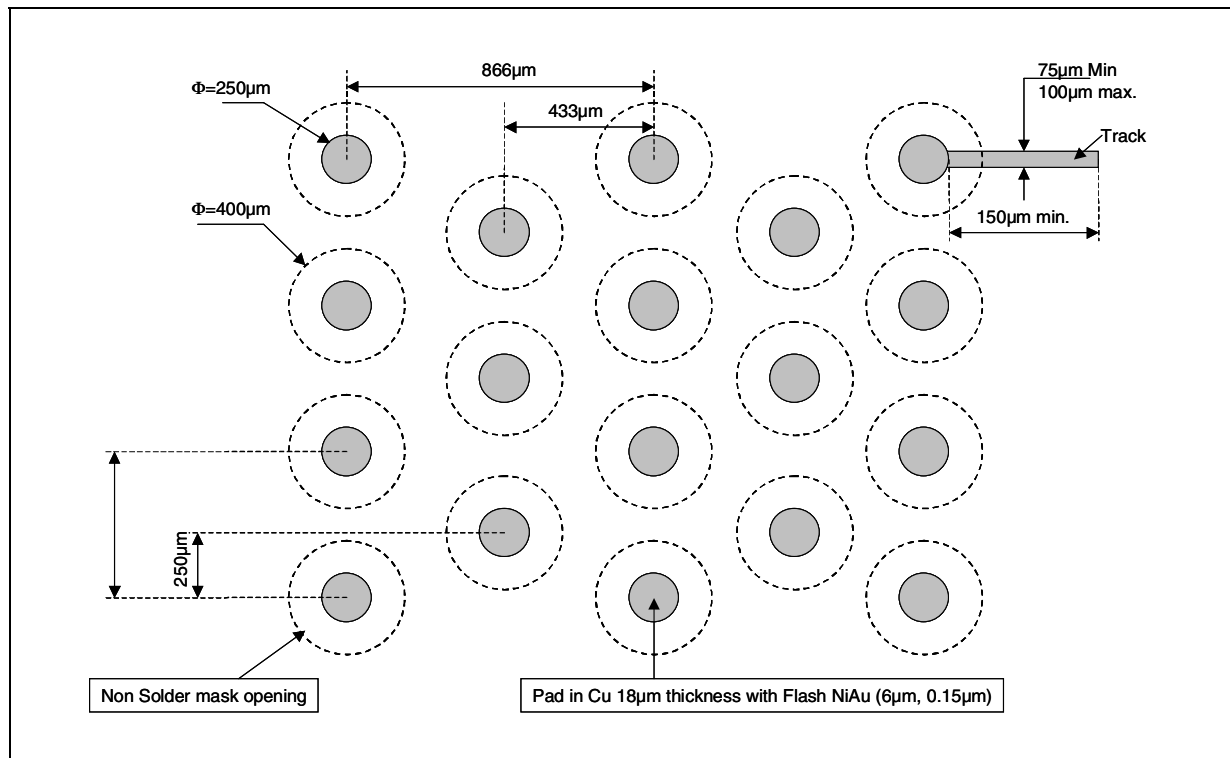 866µm
75µm Min
100µm max.
Φ=250µm
433µm
Track
Φ=400µm
150µm min.
250µm
Non Solder mask opening
Pad in Cu 18µm thickness with Flash NiAu (6µm, 0.15µm)